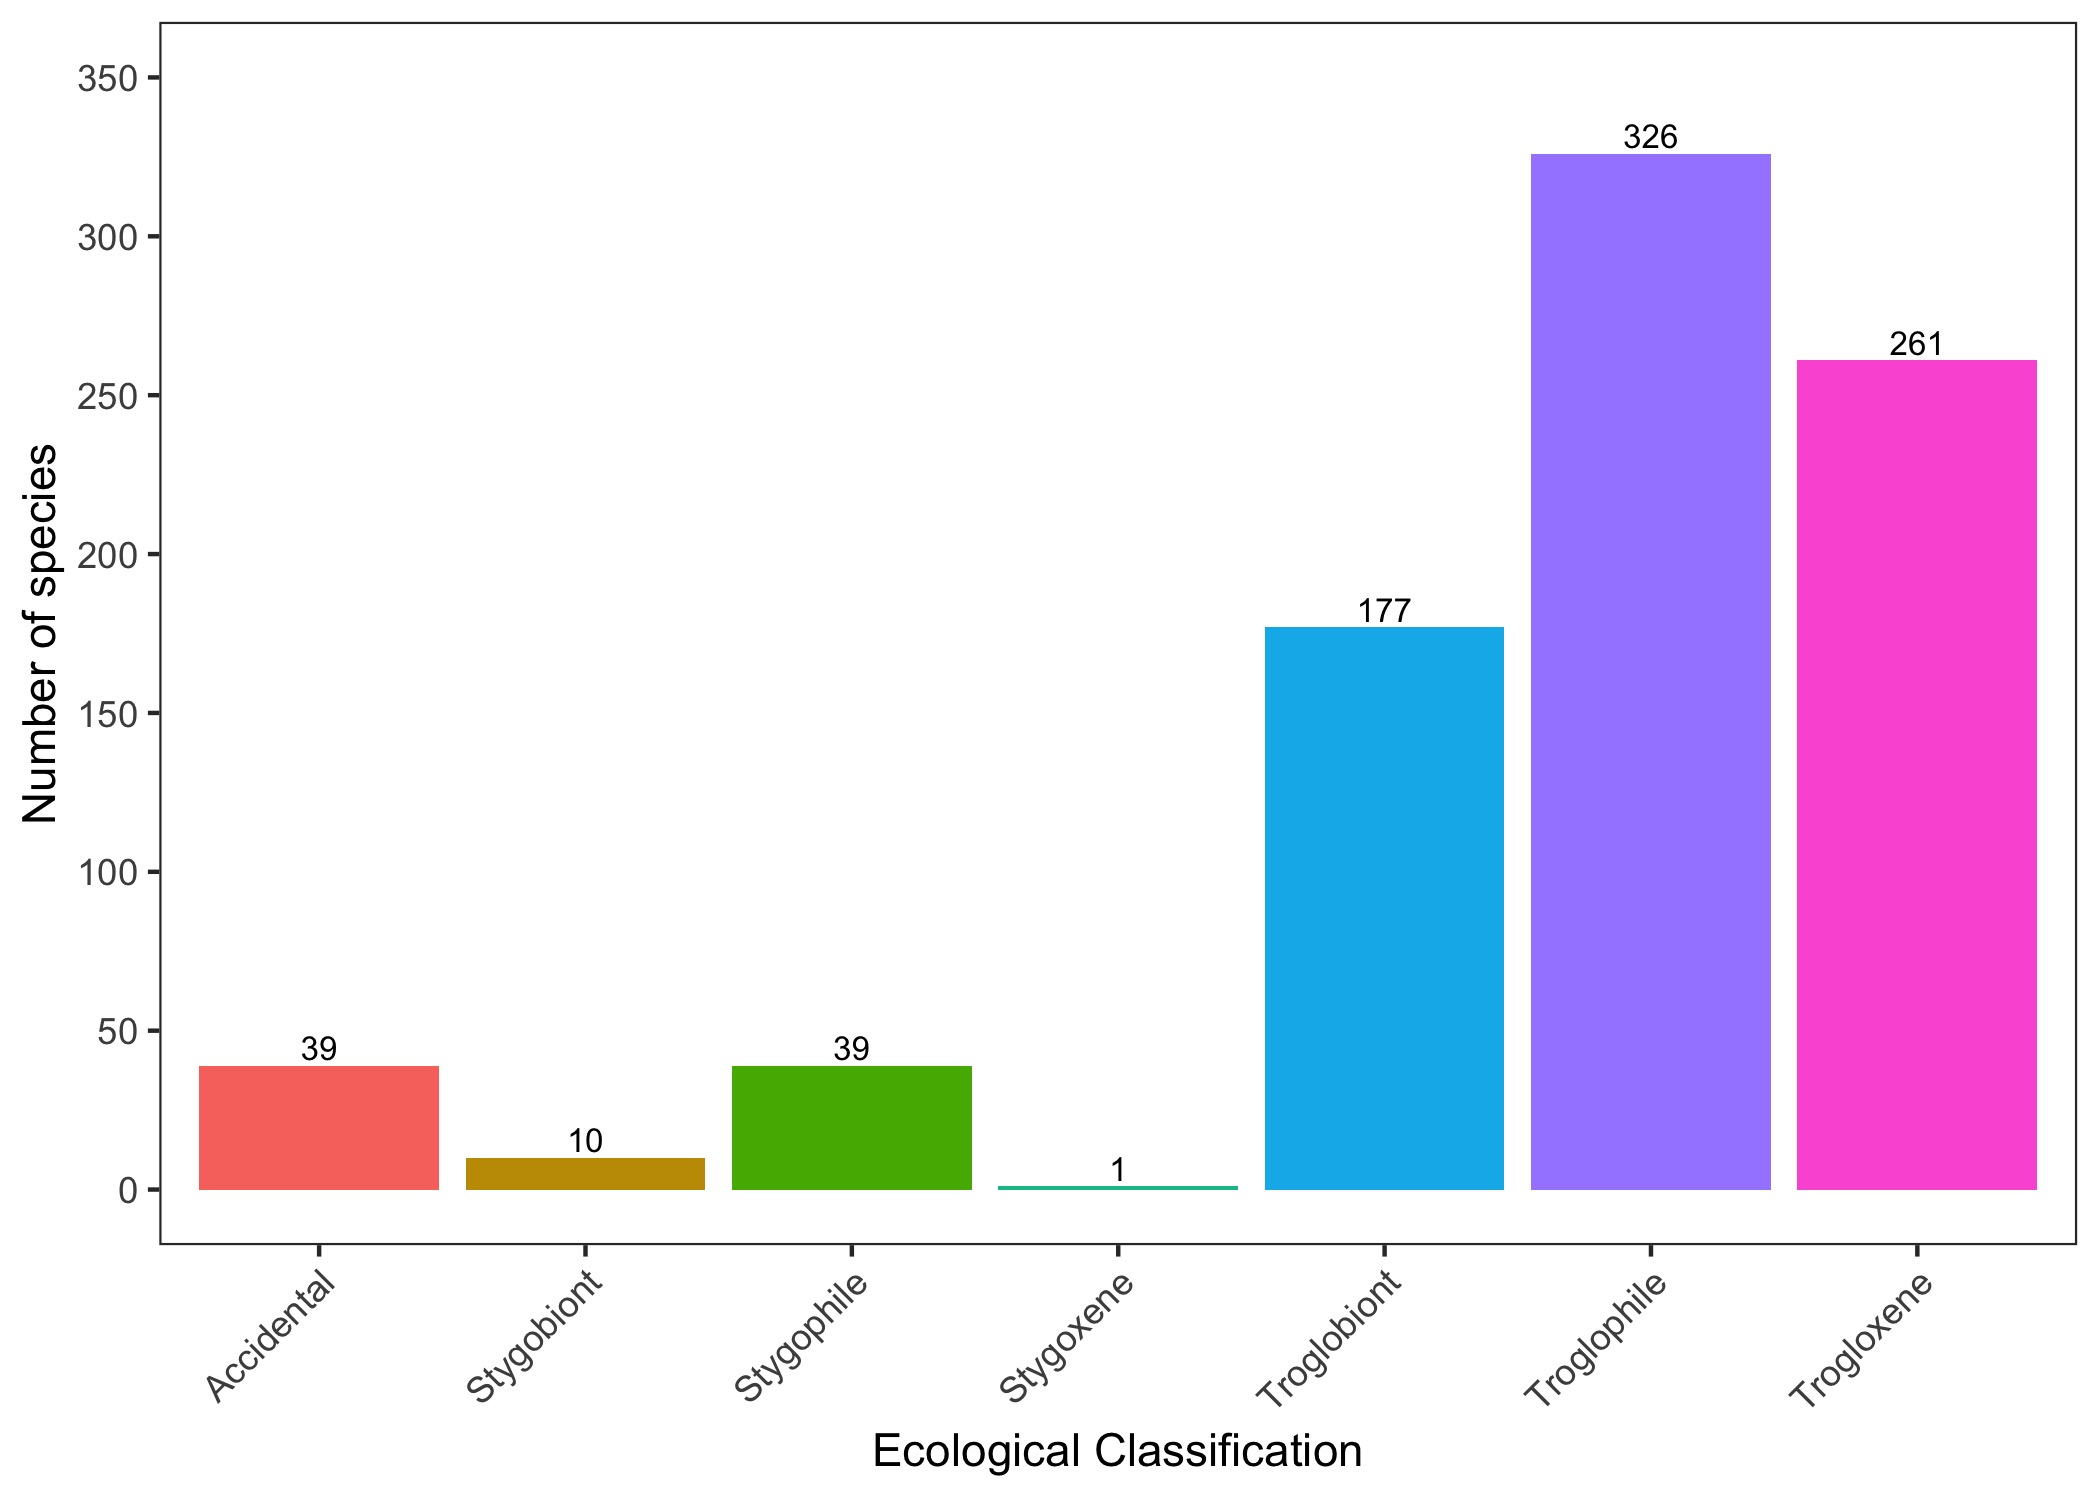 Number of species
350
300
250
200
150
100
50
0
39
10
39
1
177
326
261
Accidental
Stygobiont
Stygophile
Stygoxene
Troglobiont
Troglophile
Trogloxene
Ecological Classification